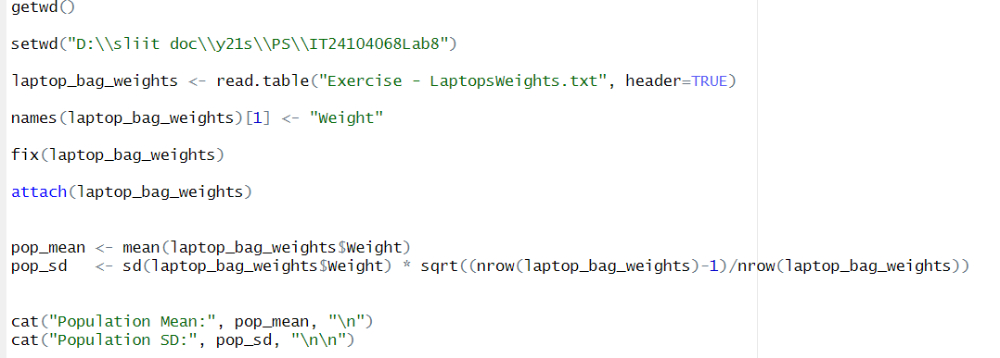 getwd()
setwd("D:\\sliit doc\\y21s\\PS\\IT24104068Lab8")
laptop_bag_weights <- read.table("Exercise - LaptopsWeights.txt", header=TRUE)
names(laptop_bag_weights)[1] <- "Weight"
fix(laptop_bag_weights)
attach(laptop_bag_weights)
pop_mean <- mean(laptop_bag_weights$Weight)
pop_sd   <- sd(laptop_bag_weights$Weight) * sqrt((nrow(laptop_bag_weights)-1)/nrow(laptop_bag_weights))
cat("Population Mean:", pop_mean, "\n")
cat("Population SD:", pop_sd, "\n\n")